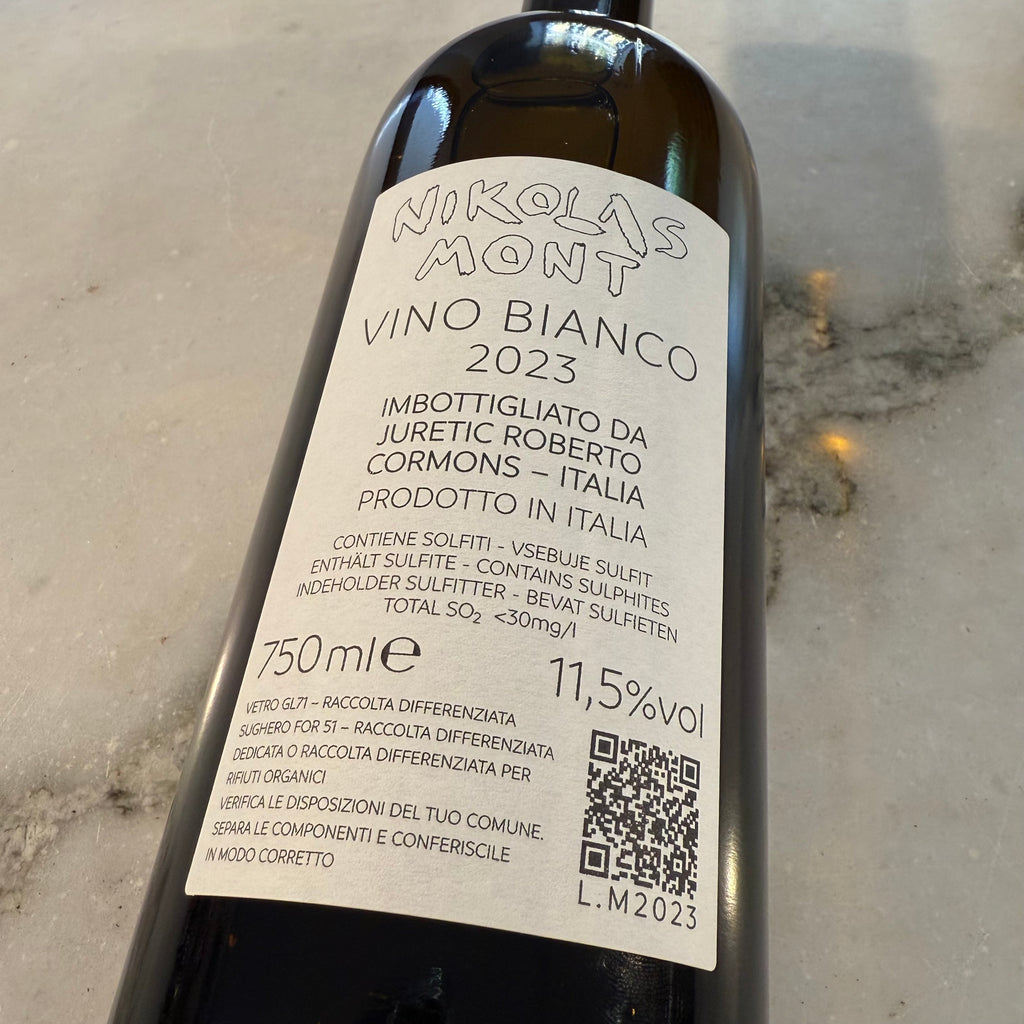 NIKOLAS
MONT
VINO BIANCO
2023
IMBOTTIGLIATO DA
JURETIC ROBERTO
CORMONS – ITALIA
PRODOTTO IN ITALIA
CONTIENE SOLFITI - VSEBUJE SULFIT
ENTHÄLT SULFITE - CONTAINS SULPHITES
INDEHOLDER SULFITTER - BEVAT SULFIETEN
TOTAL SO₂ <30mg/l
750ml℮
11,5%vol
VETRO GL71 – RACCOLTA DIFFERENZIATA
SUGHERO FOR 51 – RACCOLTA DIFFERENZIATA
DEDICATA O RACCOLTA DIFFERENZIATA PER
RIFIUTI ORGANICI
VERIFICA LE DISPOSIZIONI DEL TUO COMUNE.
SEPARA LE COMPONENTI E CONFERISCILE
IN MODO CORRETTO
L.M2023